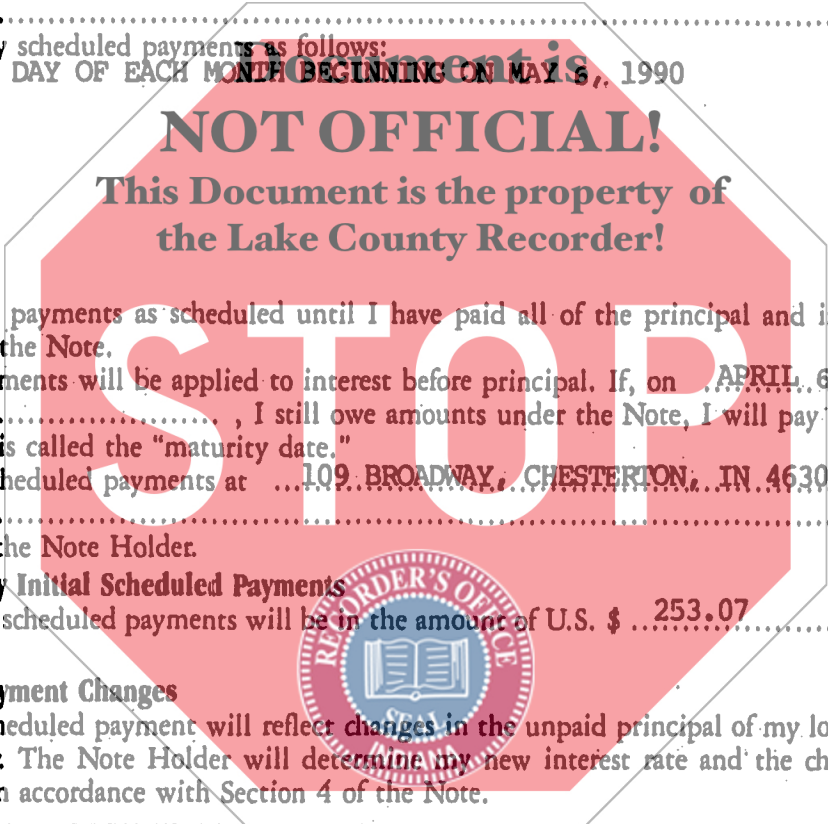 y scheduled payments as follows:
DAY OF EACH MONTH BEGINNING ON MAY 6, 1990
Document is
NOT OFFICIAL!
This Document is the property of
the Lake County Recorder!
payments as scheduled until I have paid all of the principal and i
the Note.
ments will be applied to interest before principal. If, on APRIL 6
, I still owe amounts under the Note, I will pay
is called the "maturity date."
heduled payments at 109 BROADWAY, CHESTERTON, IN 4630
STOP
the Note Holder.
y Initial Scheduled Payments
scheduled payments will be in the amount of U.S. $ 253.07
RECORDER'S OFFICE
SEAL
INDIANA
yment Changes
heduled payment will reflect changes in the unpaid principal of my lo
. The Note Holder will determine my new interest rate and the ch
n accordance with Section 4 of the Note.